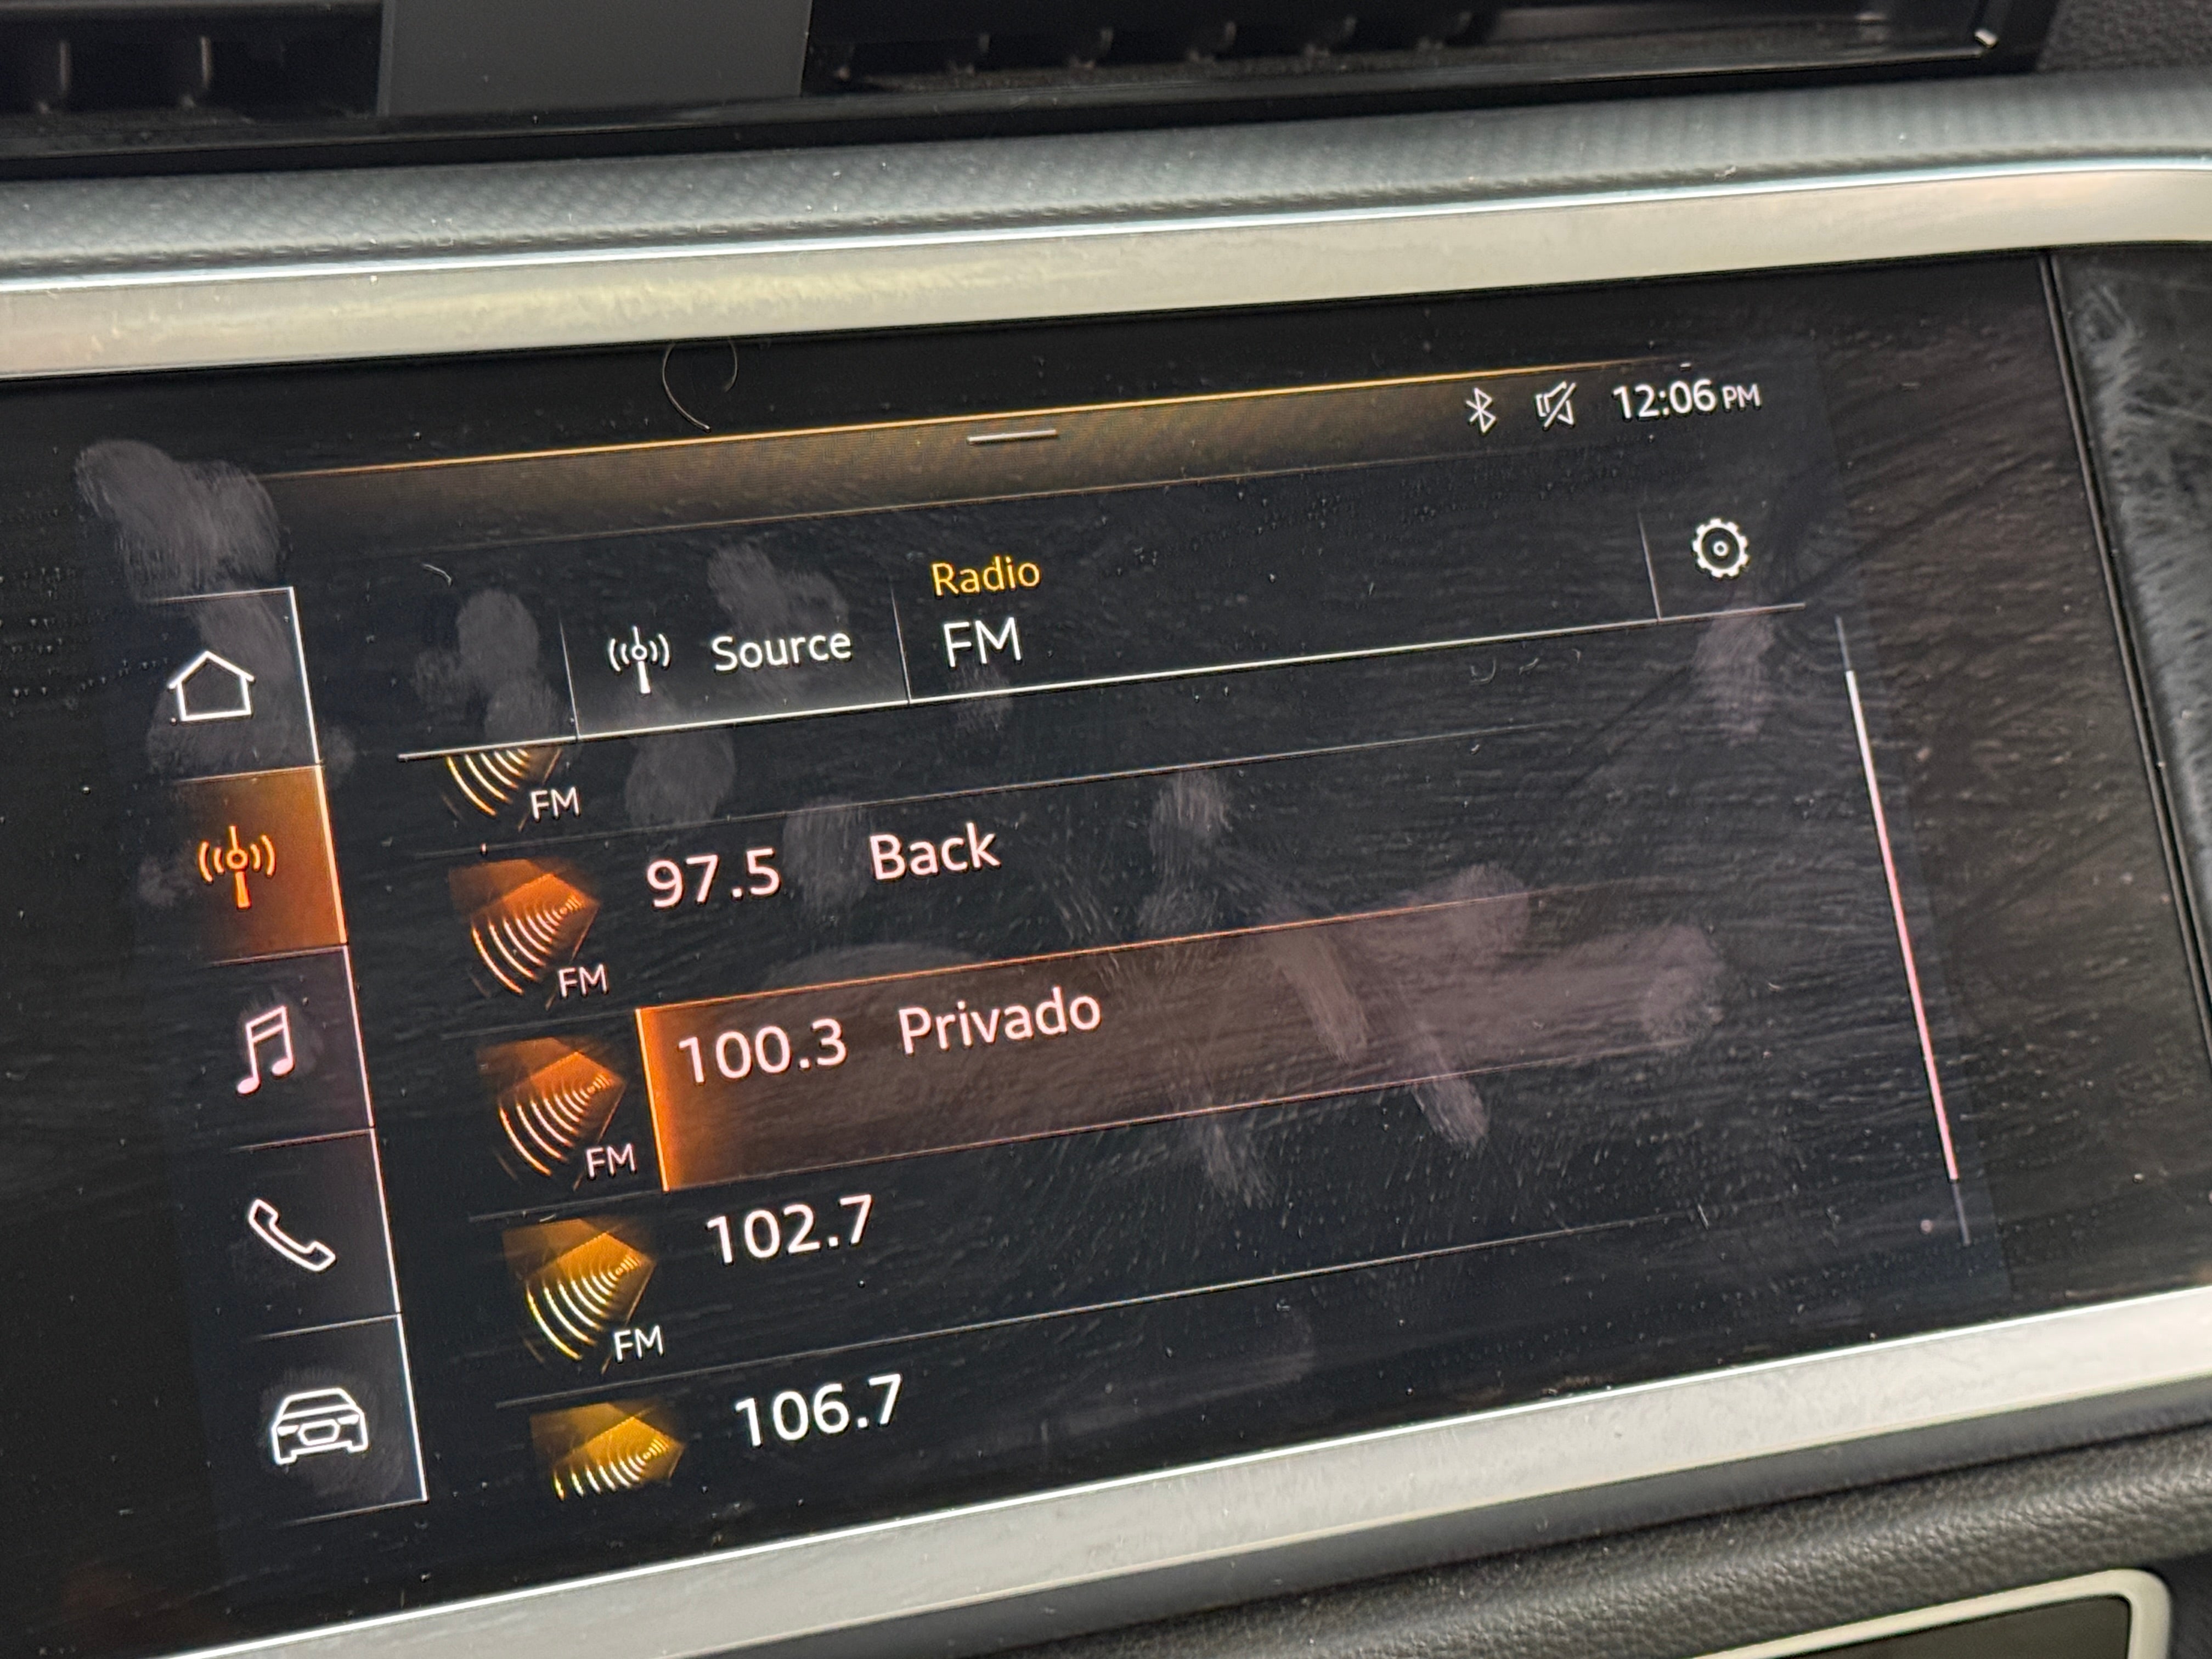 12:06 PM
Radio
Source FM
FM
97.5 Back
FM
100.3 Privado
FM
102.7
FM
106.7